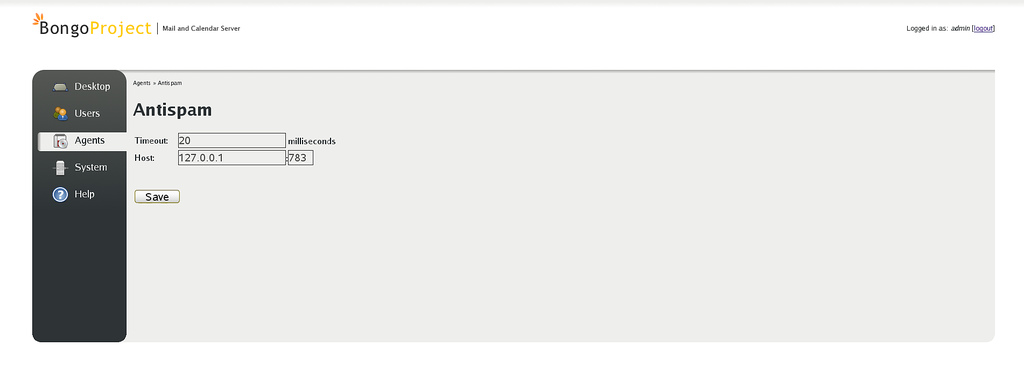 BongoProject | Mail and Calendar Server
Logged in as: admin [logout]
Desktop
Users
Agents
System
Help
Agents > Antispam
Antispam
Timeout: 20 milliseconds
Host: 127.0.0.1 :783
Save